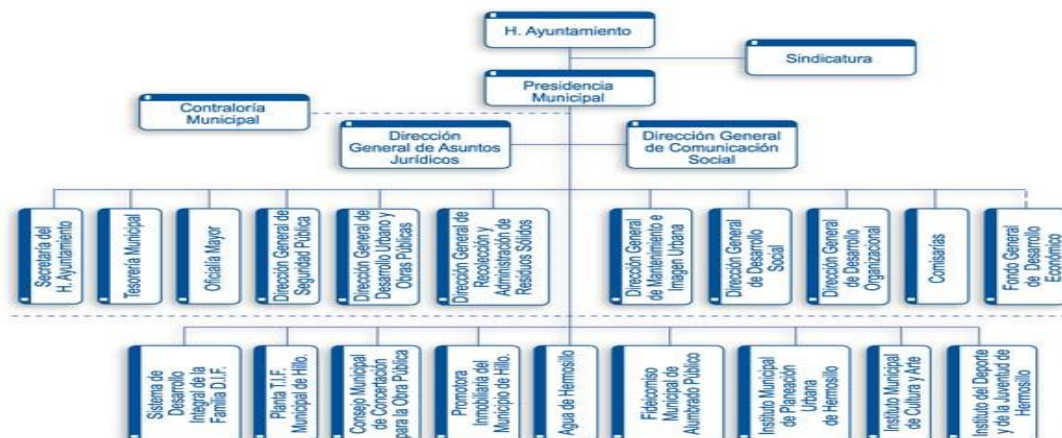 H. Ayuntamiento
Sindicatura
Presidencia
Municipal
Contraloría
Municipal
Dirección
General de Asuntos
Jurídicos
Dirección General
de Comunicación
Social
Secretaría del
H. Ayuntamiento
Tesorería Municipal
Oficialía Mayor
Dirección General de
Seguridad Pública
Dirección General de
Desarrollo Urbano y
Obras Públicas
Dirección General de
Recolección y
Administración de
Residuos Sólidos
Dirección General
de Mantenimiento e
Imagen Urbana
Dirección General
de Desarrollo
Social
Dirección General
de Desarrollo
Organizacional
Comisarías
Fondo General
de Desarrollo
Económico
Sistema de
Desarrollo
Integral de la
Familia D.I.F.
Planta T.I.F.
Municipal de Hillo.
Consejo Municipal
de Concertación
para la Obra Pública
Promotora
Inmobiliaria del
Municipio de Hillo.
Agua de Hermosillo
Fideicomiso
Municipal de
Alumbrado Público
Instituto Municipal
de Planeación
Urbana
de Hermosillo
Instituto Municipal
de Cultura y Arte
Instituto del Deporte
y de la Juventud de
Hermosillo